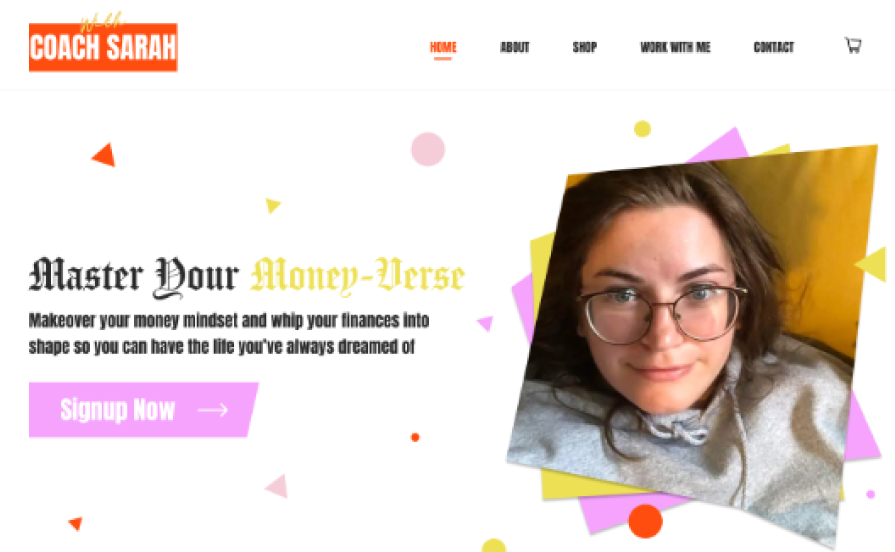 With
COACH SARAH
HOME ABOUT SHOP WORK WITH ME CONTACT
Master Your Money-Verse
Makeover your money mindset and whip your finances into
shape so you can have the life you've always dreamed of
Signup Now